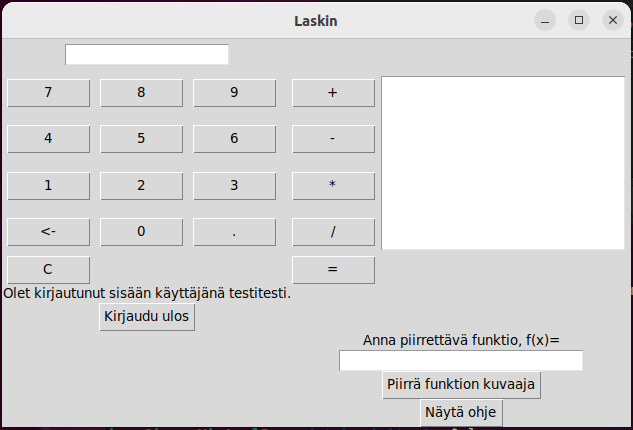 Laskin
7 8 9 +
4 5 6 -
1 2 3 *
<- 0 . /
C =
Olet kirjautunut sisään käyttäjänä testitesti.
Kirjaudu ulos
Anna piirrettävä funktio, f(x)=
Piirrä funktion kuvaaja
Näytä ohje